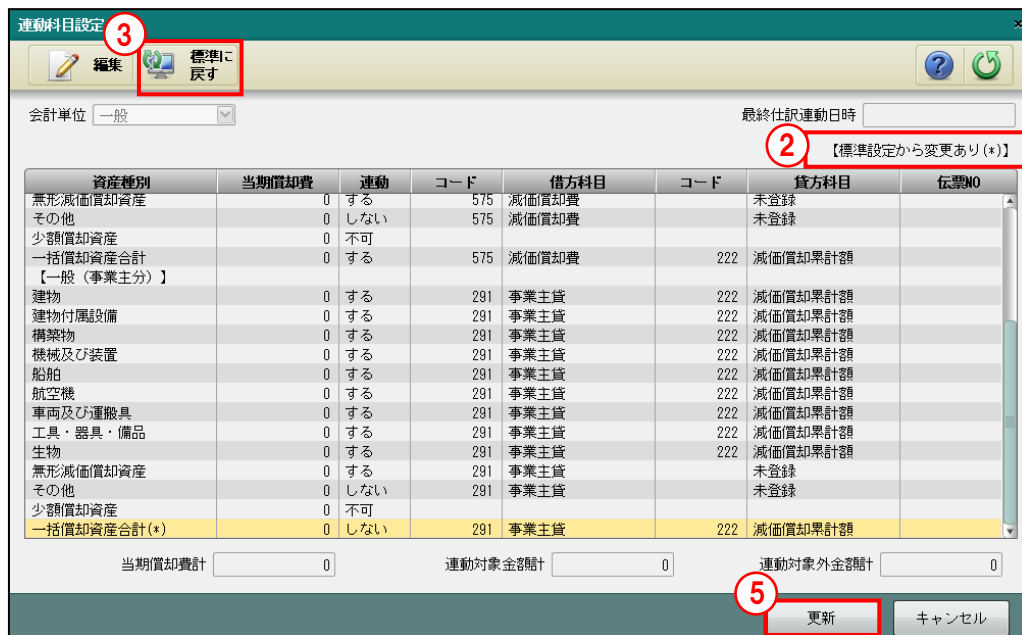 連動科目設定 ×
③
編集 標準に戻す
会計単位 一般 最終仕訳連動日時
② 【標準設定から変更あり(*)】
資産種別 当期償却費 連動 コード 借方科目 コード 貸方科目 伝票NO
無形減価償却資産 0 する 575 減価償却費 未登録
その他 0 しない 575 減価償却費 未登録
少額償却資産 0 不可
一括償却資産合計 0 する 575 減価償却費 222 減価償却累計額
【一般（事業主分）】
建物 0 する 291 事業主貸 222 減価償却累計額
建物付属設備 0 する 291 事業主貸 222 減価償却累計額
構築物 0 する 291 事業主貸 222 減価償却累計額
機械及び装置 0 する 291 事業主貸 222 減価償却累計額
船舶 0 する 291 事業主貸 222 減価償却累計額
航空機 0 する 291 事業主貸 222 減価償却累計額
車両及び運搬具 0 する 291 事業主貸 222 減価償却累計額
工具・器具・備品 0 する 291 事業主貸 222 減価償却累計額
生物 0 する 291 事業主貸 222 減価償却累計額
無形減価償却資産 0 する 291 事業主貸 未登録
その他 0 しない 291 事業主貸 未登録
少額償却資産 0 不可
一括償却資産合計(*) 0 しない 291 事業主貸 222 減価償却累計額
当期償却費計 0 連動対象金額計 0 連動対象外金額計 0
⑤
更新 キャンセル